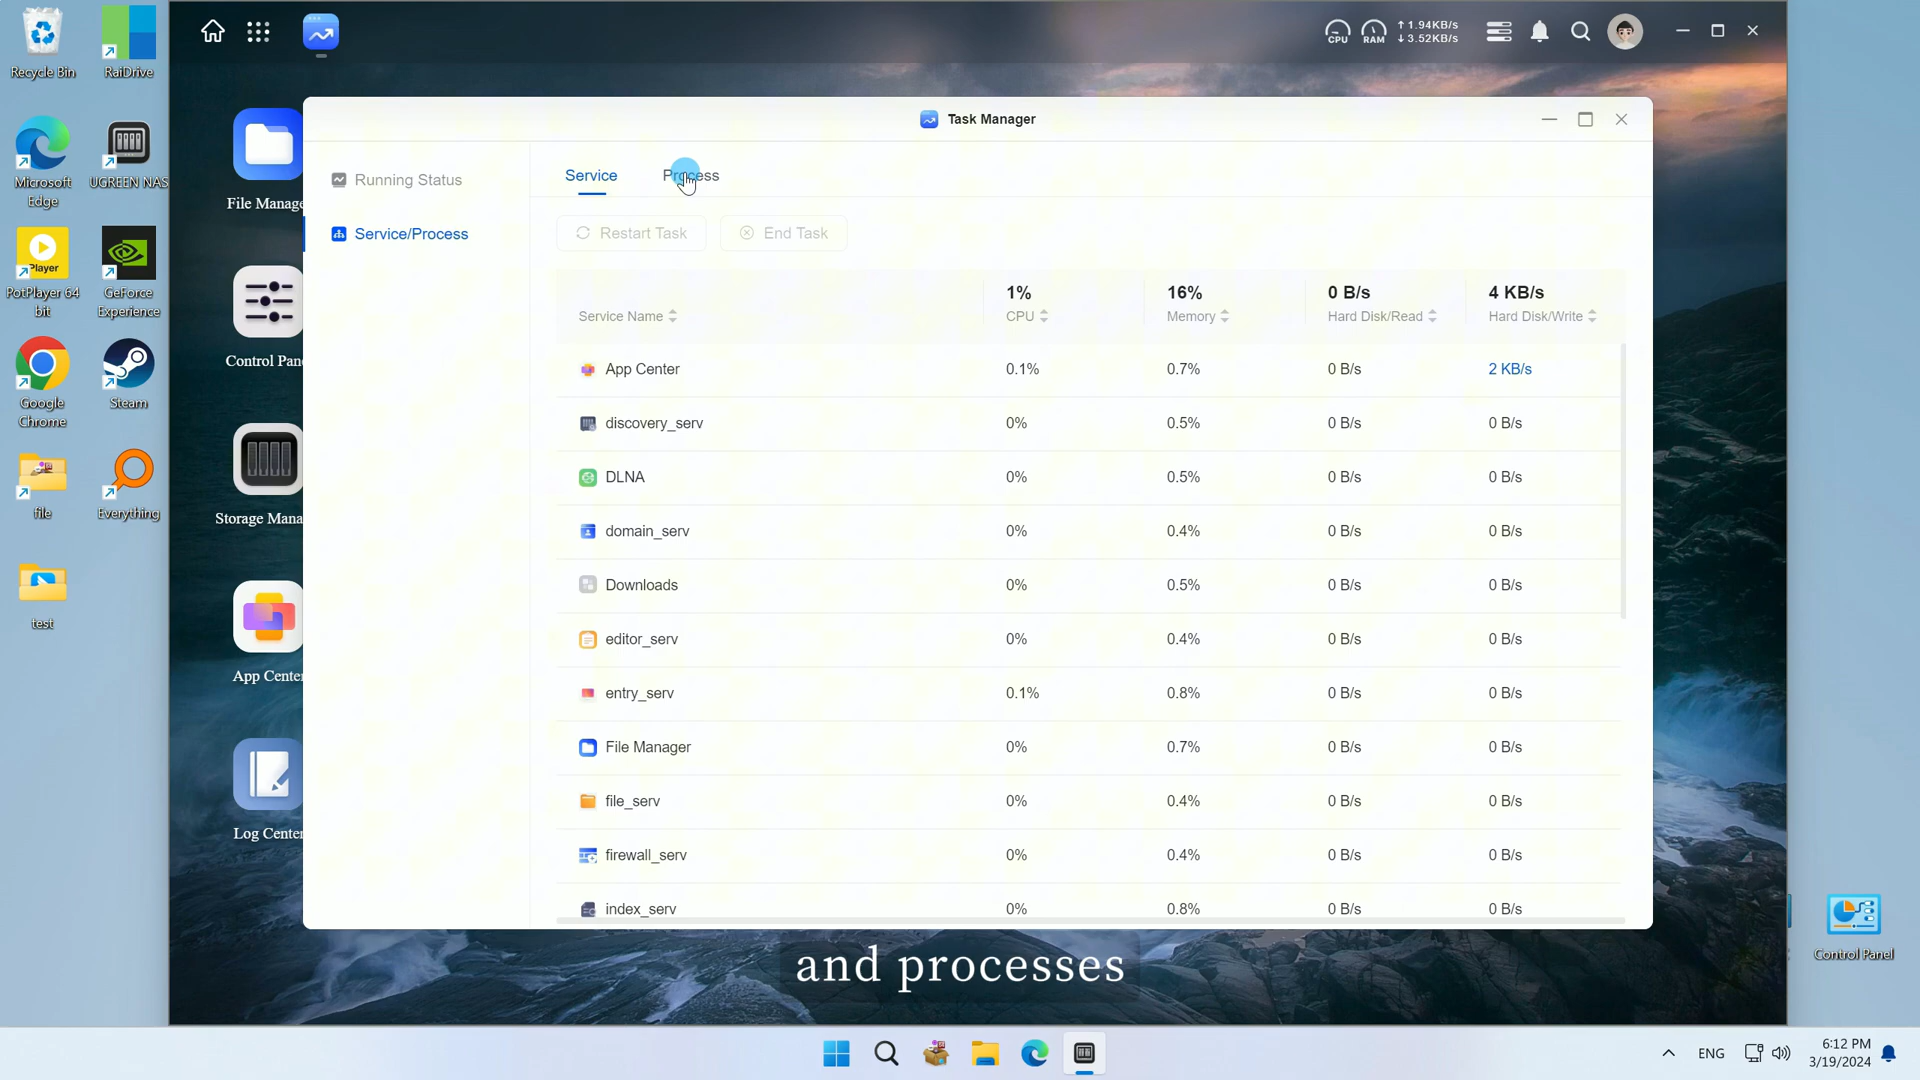 Recycle Bin
RaiDrive
Microsoft
Edge
UGREEN NAS
Player
PotPlayer 64
bit
GeForce
Experience
Google
Chrome
Steam
file
Everything
test
CPU
RAM
↑ 1.94KB/s
↓ 3.52KB/s
File Manage
Control Pan
Storage Mana
App Cente
Log Cente
Task Manager
Running Status
Service/Process
Service
Process
Restart Task
End Task
Service Name
1%
CPU
16%
Memory
0 B/s
Hard Disk/Read
4 KB/s
Hard Disk/Write
App Center 0.1% 0.7% 0 B/s 2 KB/s
discovery_serv 0% 0.5% 0 B/s 0 B/s
DLNA 0% 0.5% 0 B/s 0 B/s
domain_serv 0% 0.4% 0 B/s 0 B/s
Downloads 0% 0.5% 0 B/s 0 B/s
editor_serv 0% 0.4% 0 B/s 0 B/s
entry_serv 0.1% 0.8% 0 B/s 0 B/s
File Manager 0% 0.7% 0 B/s 0 B/s
file_serv 0% 0.4% 0 B/s 0 B/s
firewall_serv 0% 0.4% 0 B/s 0 B/s
index_serv 0% 0.8% 0 B/s 0 B/s
and processes
Control Panel
ENG
6:12 PM
3/19/2024